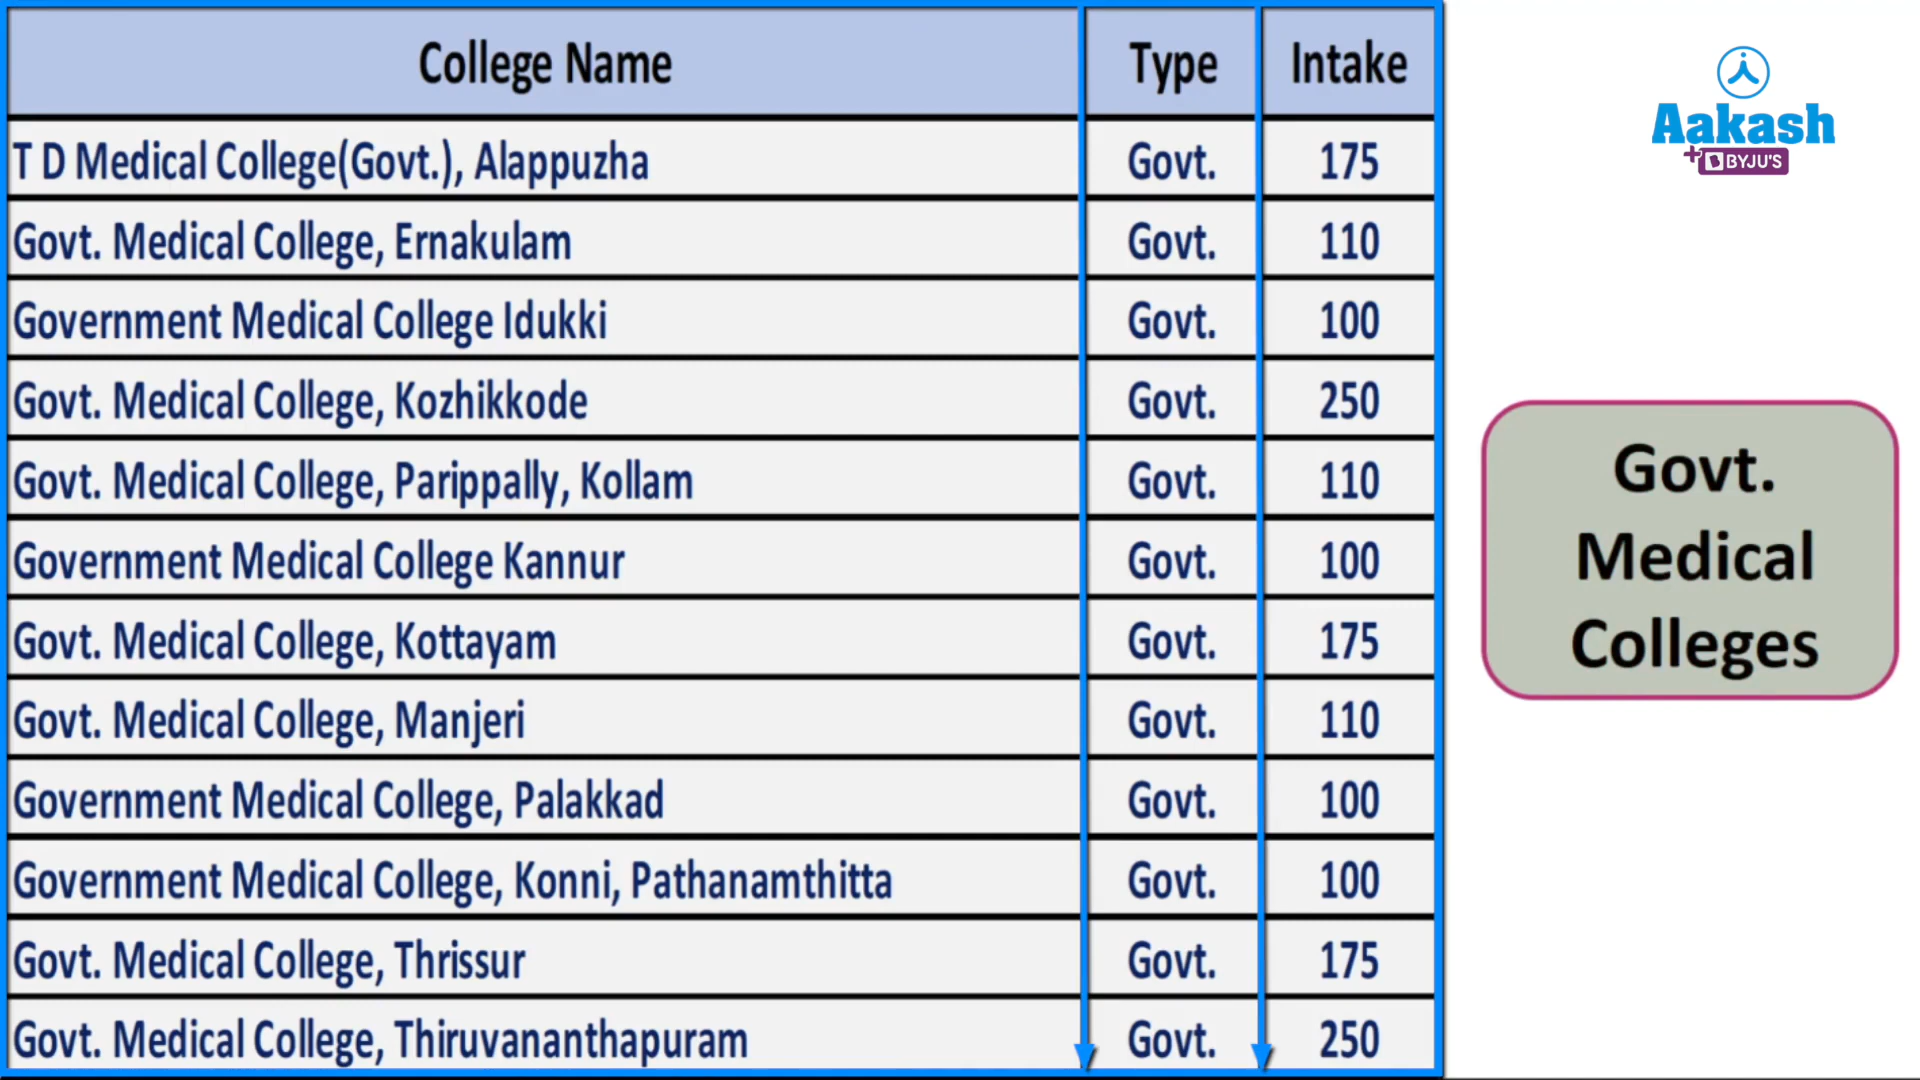 College Name Type Intake
T D Medical College(Govt.), Alappuzha Govt. 175
Govt. Medical College, Ernakulam Govt. 110
Government Medical College Idukki Govt. 100
Govt. Medical College, Kozhikkode Govt. 250
Govt. Medical College, Parippally, Kollam Govt. 110
Government Medical College Kannur Govt. 100
Govt. Medical College, Kottayam Govt. 175
Govt. Medical College, Manjeri Govt. 110
Government Medical College, Palakkad Govt. 100
Government Medical College, Konni, Pathanamthitta Govt. 100
Govt. Medical College, Thrissur Govt. 175
Govt. Medical College, Thiruvananthapuram Govt. 250
Aakash
+ B BYJU'S
Govt.
Medical
Colleges